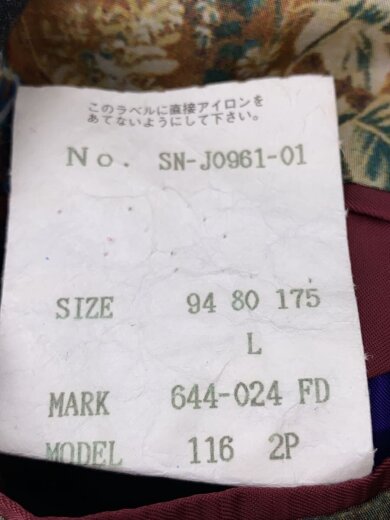 このラベルに直接アイロンを
あてないようにして下さい。
No. SN-J0961-01
SIZE 94 80 175
L
MARK 644-024 FD
MODEL 116 2P